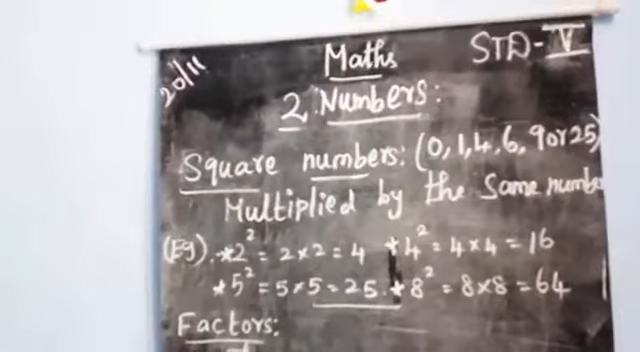 20/11 Maths STD-V
2. Numbers:
Square numbers: (0, 1, 4, 6, 9 or 25)
Multiplied by the Same number
(Eg). *2² = 2×2 = 4 *4² = 4×4 = 16
*5² = 5×5 = 25. *8² = 8×8 = 64
Factors: